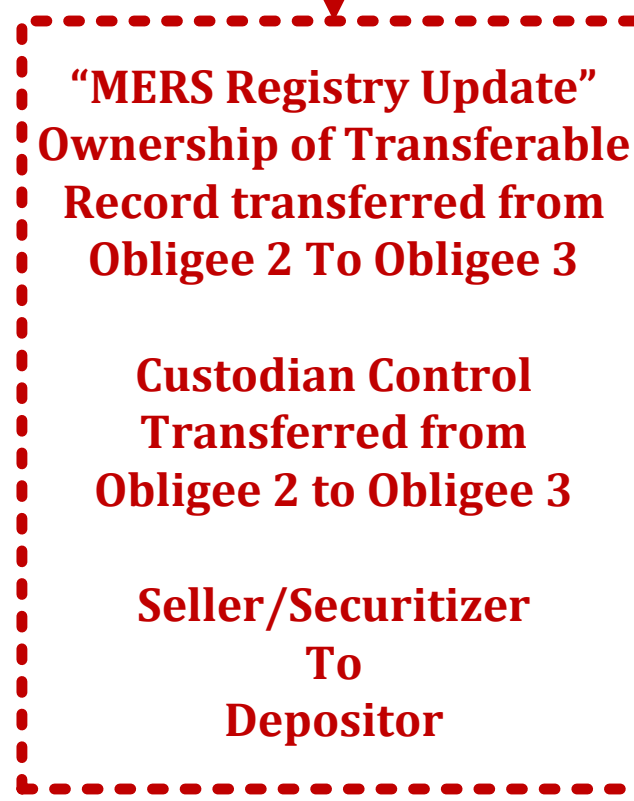 “MERS Registry Update”
Ownership of Transferable
Record transferred from
Obligee 2 To Obligee 3
Custodian Control
Transferred from
Obligee 2 to Obligee 3
Seller/Securitizer
To
Depositor